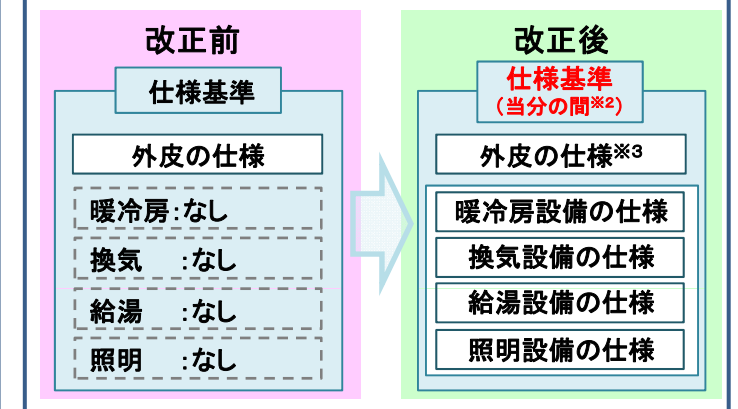 改正前
仕様基準
外皮の仕様
暖冷房:なし
換気　:なし
給湯　:なし
照明　:なし
改正後
仕様基準
(当分の間※2)
外皮の仕様※3
暖冷房設備の仕様
換気設備の仕様
給湯設備の仕様
照明設備の仕様